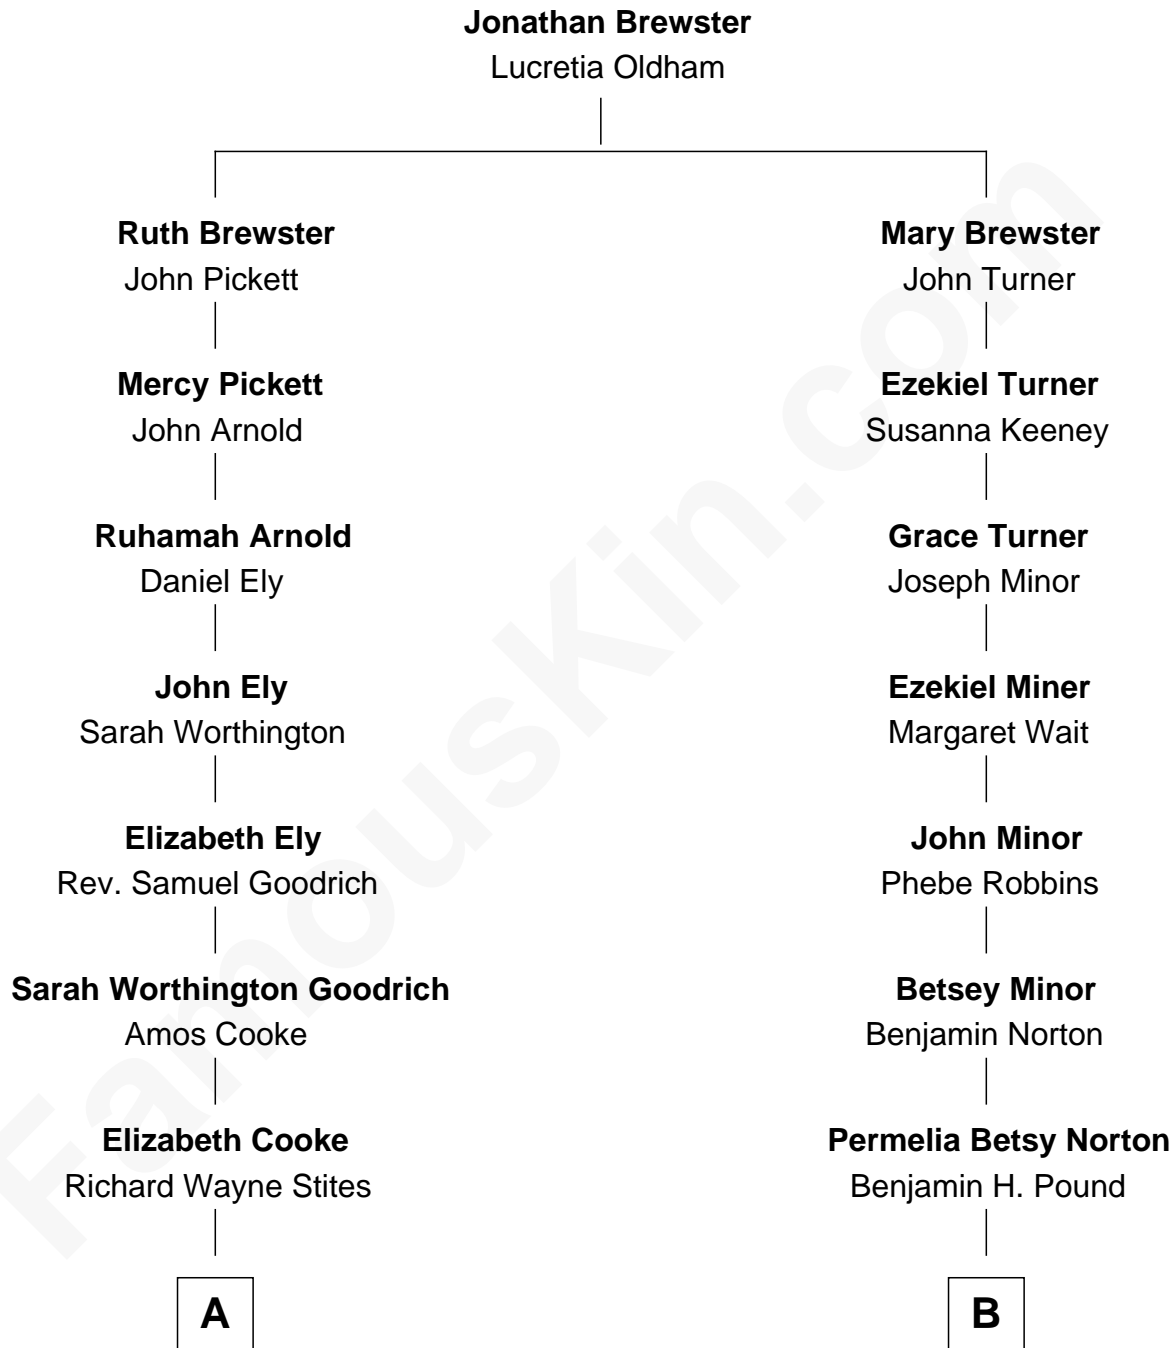 Jonathan Brewster
Lucretia Oldham
Ruth Brewster
John Pickett
Mary Brewster
John Turner
Mercy Pickett
John Arnold
Ezekiel Turner
Susanna Keeney
Ruhamah Arnold
Daniel Ely
Grace Turner
Joseph Minor
John Ely
Sarah Worthington
Ezekiel Miner
Margaret Wait
Elizabeth Ely
Rev. Samuel Goodrich
John Minor
Phebe Robbins
Sarah Worthington Goodrich
Amos Cooke
Betsey Minor
Benjamin Norton
Elizabeth Cooke
Richard Wayne Stites
Permelia Betsy Norton
Benjamin H. Pound
A
B
FamousKin.com